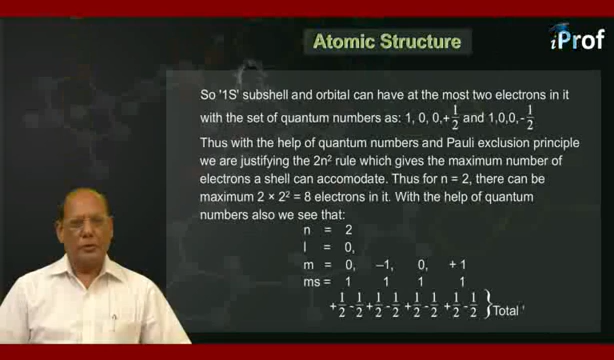 Atomic Structure
iProf
So '1S' subshell and orbital can have at the most two electrons in it
with the set of quantum numbers as: 1, 0, 0,+1/2 and 1,0,0,-1/2
Thus with the help of quantum numbers and Pauli exclusion principle
we are justifying the 2n² rule which gives the maximum number of
electrons a shell can accomodate. Thus for n = 2, there can be
maximum 2 × 2² = 8 electrons in it. With the help of quantum
numbers also we see that:
n = 2
l = 0,
m = 0, –1, 0, +1
ms = 1 1 1 1
+1/2 -1/2 +1/2 -1/2 +1/2 -1/2 +1/2 -1/2 } Total '